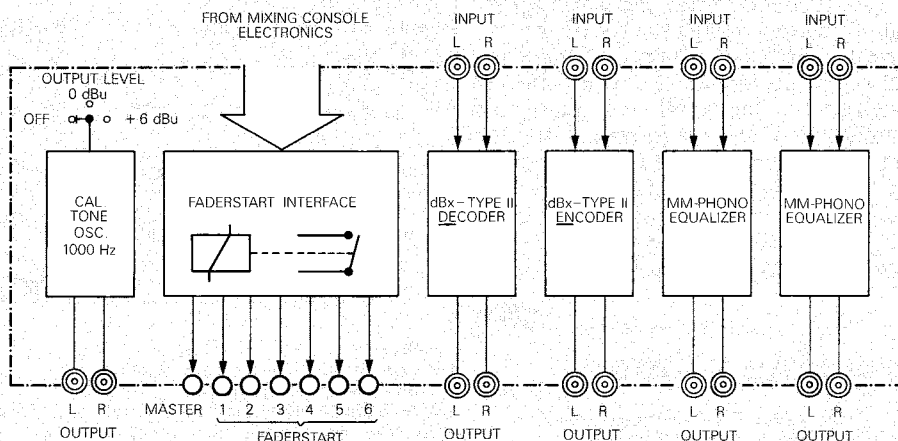 FROM MIXING CONSOLE
ELECTRONICS
INPUT
L R
INPUT
L R
INPUT
L R
INPUT
L R
OUTPUT LEVEL
0 dBu
OFF
+ 6 dBu
CAL
TONE
OSC.
1000 Hz
FADERSTART INTERFACE
dBx-TYPE II
DECODER
dBx-TYPE II
ENCODER
MM-PHONO
EQUALIZER
MM-PHONO
EQUALIZER
L R
OUTPUT
MASTER 1 2 3 4 5 6
FADERSTART
L R
OUTPUT
L R
OUTPUT
L R
OUTPUT
L R
OUTPUT